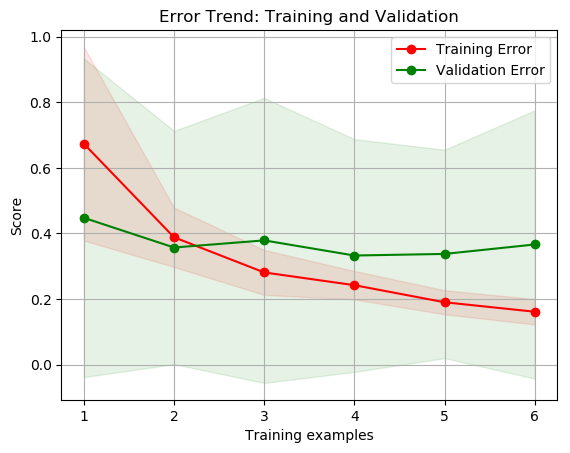 Error Trend: Training and Validation
1.0
Training Error
Validation Error
0.8
0.6
Score
0.4
0.2
0.0
1 2 3 4 5 6
Training examples